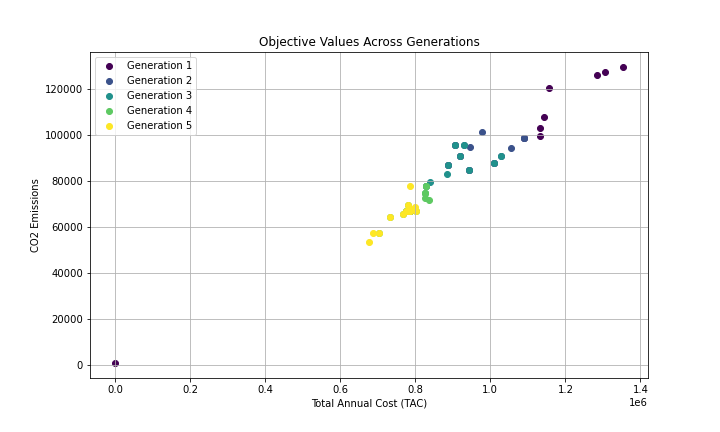 Objective Values Across Generations
Generation 1
Generation 2
Generation 3
Generation 4
Generation 5
120000
100000
80000
60000
40000
20000
0
CO2 Emissions
0.0 0.2 0.4 0.6 0.8 1.0 1.2 1.4
1e6
Total Annual Cost (TAC)